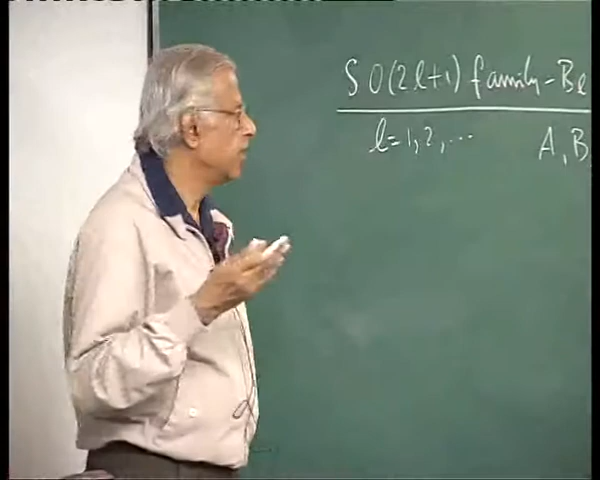 SO(2l+1) family - Bl
l=1,2,... A,B